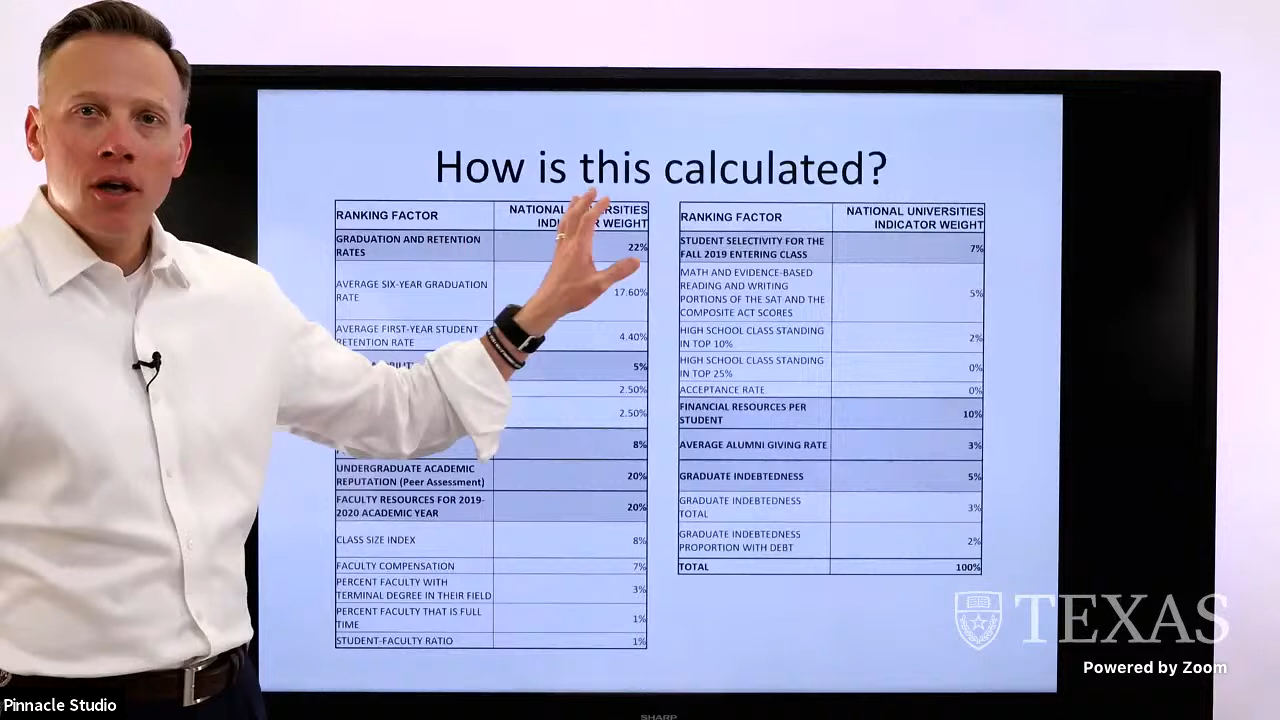 How is this calculated?
RANKING FACTOR
NATIONAL UNIVERSITIES
WEIGHT
GRADUATION AND RETENTION
RATES
22%
AVERAGE SIX-YEAR GRADUATION
RATE
17.60%
AVERAGE FIRST-YEAR STUDENT
RETENTION RATE
4.40%
5%
2.50%
2.50%
8%
UNDERGRADUATE ACADEMIC
REPUTATION (Peer Assessment)
20%
FACULTY RESOURCES FOR 2019-
2020 ACADEMIC YEAR
20%
CLASS SIZE INDEX
8%
FACULTY COMPENSATION
7%
PERCENT FACULTY WITH
TERMINAL DEGREE IN THEIR FIELD
3%
PERCENT FACULTY THAT IS FULL
TIME
1%
STUDENT-FACULTY RATIO
1%
RANKING FACTOR
NATIONAL UNIVERSITIES
INDICATOR WEIGHT
STUDENT SELECTIVITY FOR THE
FALL 2019 ENTERING CLASS
7%
MATH AND EVIDENCE-BASED
READING AND WRITING
PORTIONS OF THE SAT AND THE
COMPOSITE ACT SCORES
5%
HIGH SCHOOL CLASS STANDING
IN TOP 10%
2%
HIGH SCHOOL CLASS STANDING
IN TOP 25%
0%
ACCEPTANCE RATE
0%
FINANCIAL RESOURCES PER
STUDENT
10%
AVERAGE ALUMNI GIVING RATE
3%
GRADUATE INDEBTEDNESS
5%
GRADUATE INDEBTEDNESS
TOTAL
3%
GRADUATE INDEBTEDNESS
PROPORTION WITH DEBT
2%
TOTAL
100%
TEXAS
Powered by Zoom
Pinnacle Studio
SHARP